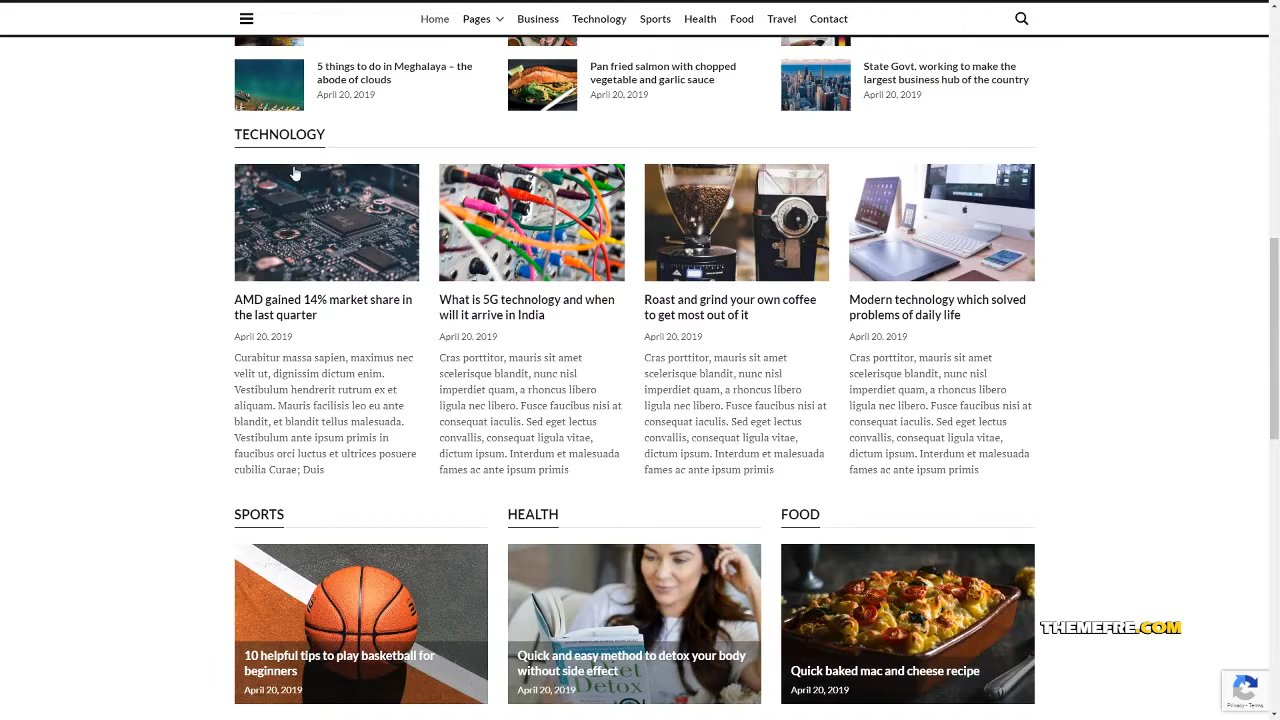 Home Pages Business Technology Sports Health Food Travel Contact
5 things to do in Meghalaya – the
abode of clouds
April 20, 2019
Pan fried salmon with chopped
vegetable and garlic sauce
April 20, 2019
State Govt. working to make the
largest business hub of the country
April 20, 2019
TECHNOLOGY
AMD gained 14% market share in
the last quarter
April 20, 2019
Curabitur massa sapien, maximus nec
velit ut, dignissim dictum enim.
Vestibulum hendrerit rutrum ex et
aliquam. Mauris facilisis leo eu ante
blandit, et blandit tellus malesuada.
Vestibulum ante ipsum primis in
faucibus orci luctus et ultrices posuere
cubilia Curae; Duis
What is 5G technology and when
will it arrive in India
April 20, 2019
Cras porttitor, mauris sit amet
scelerisque blandit, nunc nisl
imperdiet quam, a rhoncus libero
ligula nec libero. Fusce faucibus nisi at
consequat iaculis. Sed eget lectus
convallis, consequat ligula vitae,
dictum ipsum. Interdum et malesuada
fames ac ante ipsum primis
Roast and grind your own coffee
to get most out of it
April 20, 2019
Cras porttitor, mauris sit amet
scelerisque blandit, nunc nisl
imperdiet quam, a rhoncus libero
ligula nec libero. Fusce faucibus nisi at
consequat iaculis. Sed eget lectus
convallis, consequat ligula vitae,
dictum ipsum. Interdum et malesuada
fames ac ante ipsum primis
Modern technology which solved
problems of daily life
April 20, 2019
Cras porttitor, mauris sit amet
scelerisque blandit, nunc nisl
imperdiet quam, a rhoncus libero
ligula nec libero. Fusce faucibus nisi at
consequat iaculis. Sed eget lectus
convallis, consequat ligula vitae,
dictum ipsum. Interdum et malesuada
fames ac ante ipsum primis
SPORTS
10 helpful tips to play basketball for
beginners
April 20, 2019
HEALTH
Quick and easy method to detox your body
without side effect
April 20, 2019
Detox
FOOD
Quick baked mac and cheese recipe
April 20, 2019
THEMEFRE.COM
Privacy - Terms